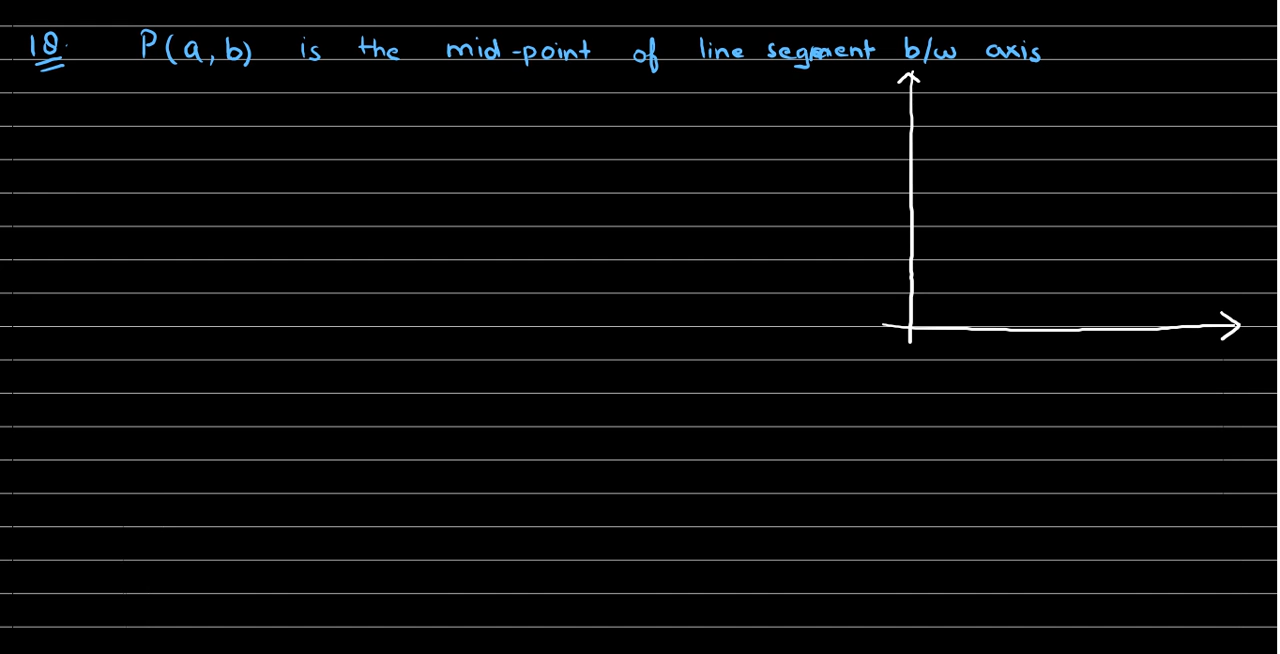 18. P(a, b) is the mid-point of line segment b/w axis